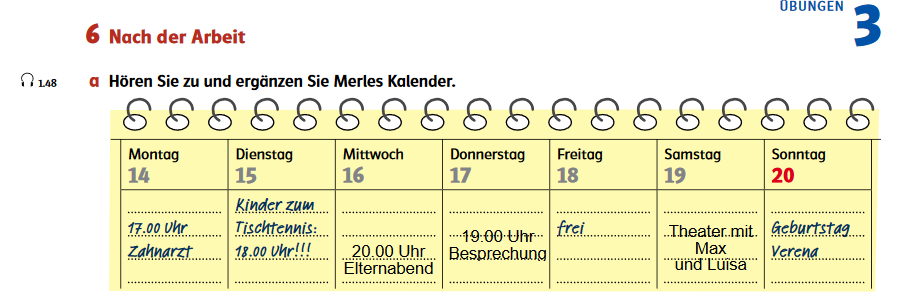 ÜBUNGEN 3
6 Nach der Arbeit
1.48 a Hören Sie zu und ergänzen Sie Merles Kalender.
Montag
14
17.00 Uhr
Zahnarzt
Dienstag
15
Kinder zum
Tischtennis:
18.00 Uhr!!!
Mittwoch
16
20.00 Uhr
Elternabend
Donnerstag
17
19.00 Uhr
Besprechung
Freitag
18
frei
Samstag
19
Theater mit
Max
und Luisa
Sonntag
20
Geburtstag
Verena